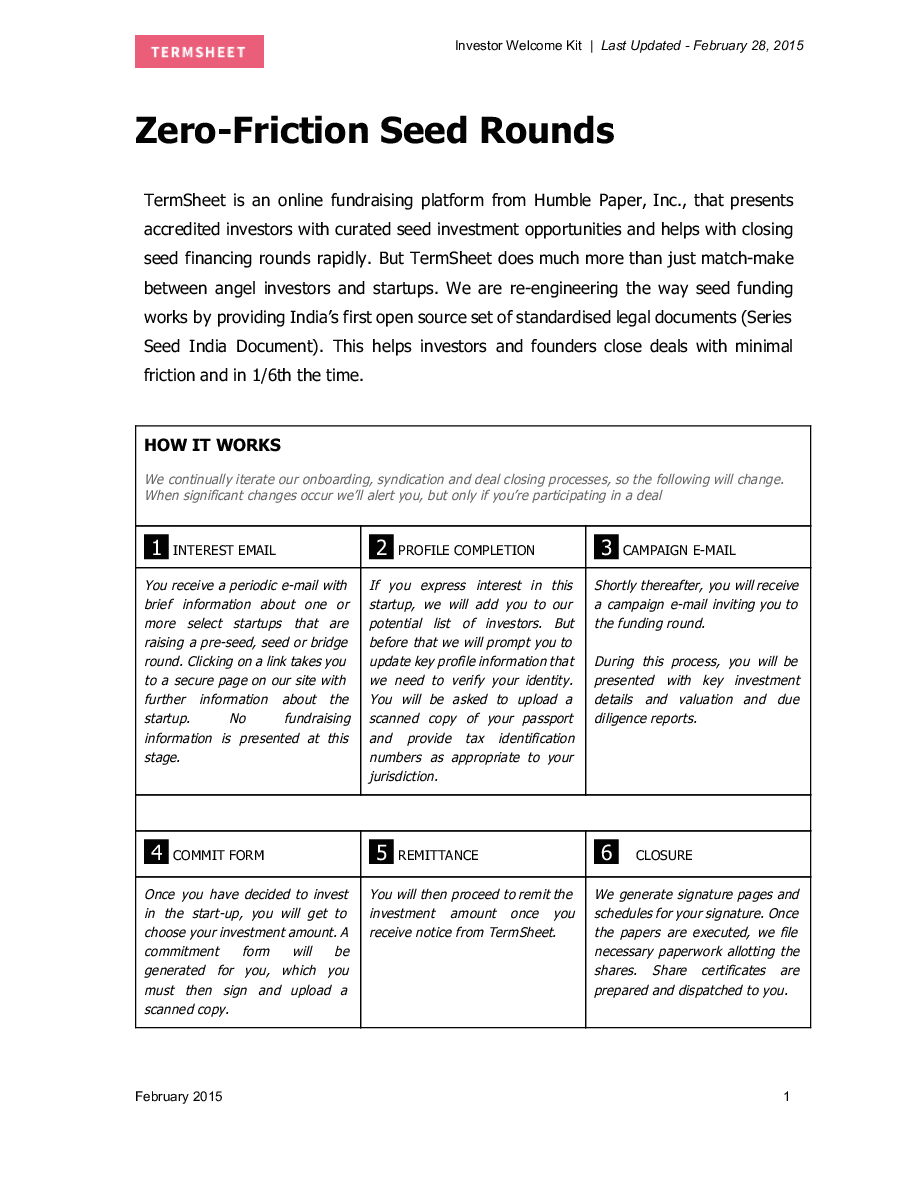 TERMSHEET
Investor Welcome Kit | Last Updated - February 28, 2015
Zero-Friction Seed Rounds
TermSheet is an online fundraising platform from Humble Paper, Inc., that presents
accredited investors with curated seed investment opportunities and helps with closing
seed financing rounds rapidly. But TermSheet does much more than just match-make
between angel investors and startups. We are re-engineering the way seed funding
works by providing India’s first open source set of standardised legal documents (Series
Seed India Document). This helps investors and founders close deals with minimal
friction and in 1/6th the time.
HOW IT WORKS
We continually iterate our onboarding, syndication and deal closing processes, so the following will change.
When significant changes occur we’ll alert you, but only if you’re participating in a deal
1 INTEREST EMAIL
You receive a periodic e-mail with
brief information about one or
more select startups that are
raising a pre-seed, seed or bridge
round. Clicking on a link takes you
to a secure page on our site with
further information about the
startup. No fundraising
information is presented at this
stage.
2 PROFILE COMPLETION
If you express interest in this
startup, we will add you to our
potential list of investors. But
before that we will prompt you to
update key profile information that
we need to verify your identity.
You will be asked to upload a
scanned copy of your passport
and provide tax identification
numbers as appropriate to your
jurisdiction.
3 CAMPAIGN E-MAIL
Shortly thereafter, you will receive
a campaign e-mail inviting you to
the funding round.
During this process, you will be
presented with key investment
details and valuation and due
diligence reports.
4 COMMIT FORM
Once you have decided to invest
in the start-up, you will get to
choose your investment amount. A
commitment form will be
generated for you, which you
must then sign and upload a
scanned copy.
5 REMITTANCE
You will then proceed to remit the
investment amount once you
receive notice from TermSheet.
6 CLOSURE
We generate signature pages and
schedules for your signature. Once
the papers are executed, we file
necessary paperwork allotting the
shares. Share certificates are
prepared and dispatched to you.
February 2015
1